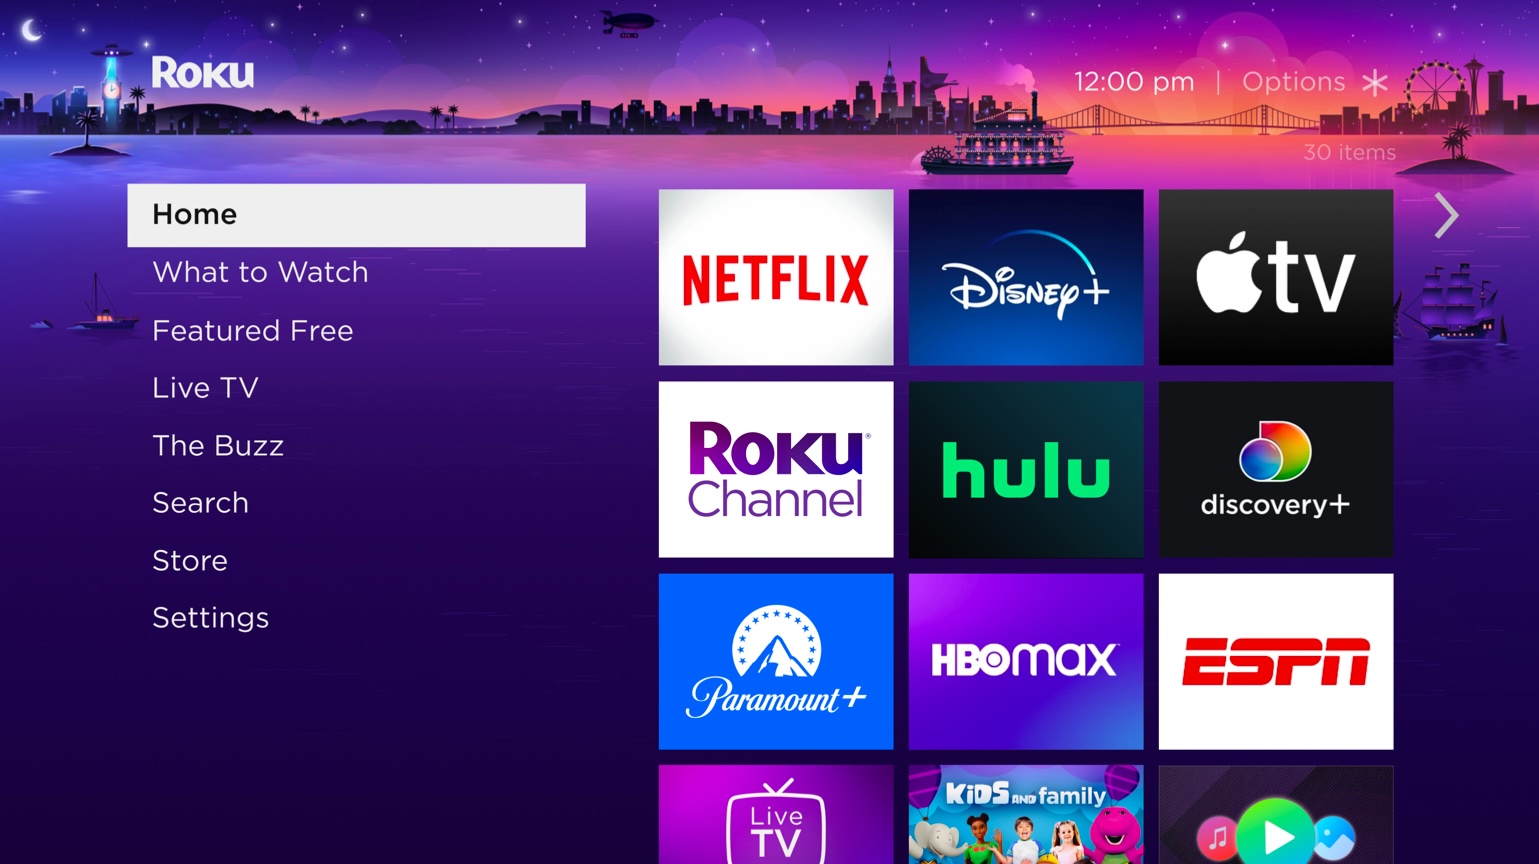 Roku
12:00 pm | Options
30 items
Home
What to Watch
Featured Free
Live TV
The Buzz
Search
Store
Settings
NETFLIX
Disney+
tv
Roku
Channel
hulu
discovery+
Paramount+
HBOmax
ESPN
Live
TV
KiDS AND family